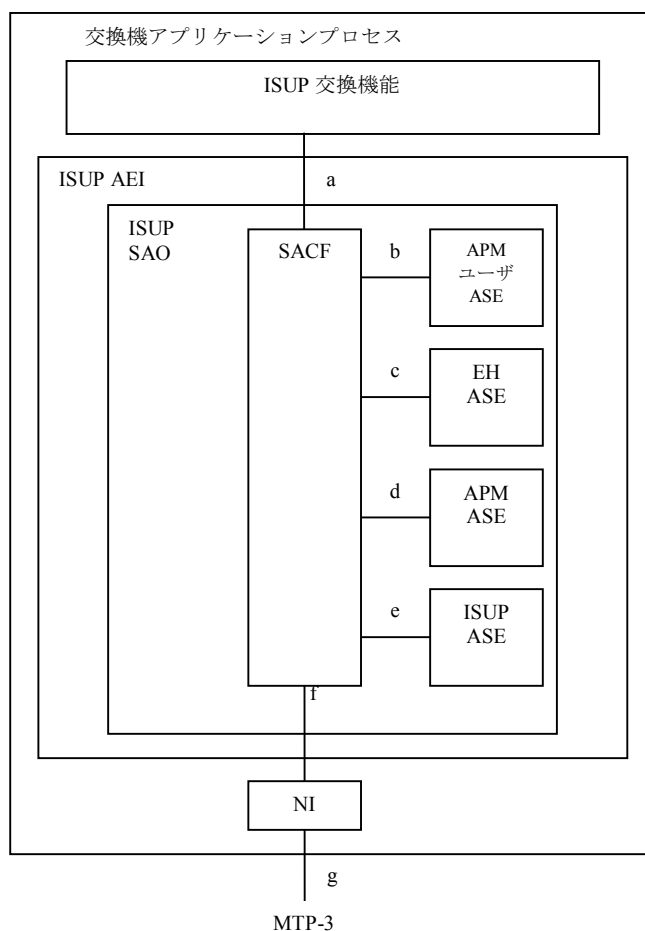 交換機アプリケーションプロセス
ISUP 交換機能
ISUP AEI
a
ISUP
SAO
SACF
b
APM
ユーザ
ASE
c
EH
ASE
d
APM
ASE
e
ISUP
ASE
f
NI
g
MTP-3